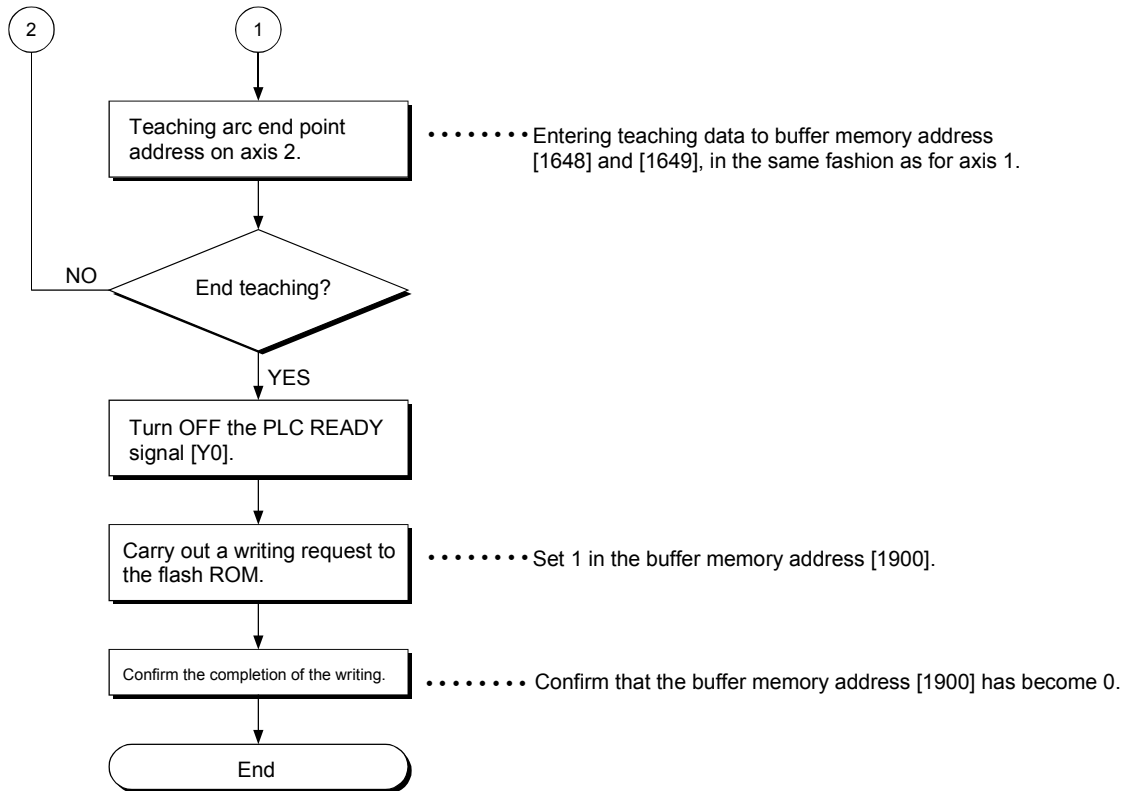 2
1
Teaching arc end point
address on axis 2.
• • • • • • • • Entering teaching data to buffer memory address
[1648] and [1649], in the same fashion as for axis 1.
NO
End teaching?
YES
Turn OFF the PLC READY
signal [Y0].
Carry out a writing request to
the flash ROM.
• • • • • • • • Set 1 in the buffer memory address [1900].
Confirm the completion of the writing.
• • • • • • • • Confirm that the buffer memory address [1900] has become 0.
End